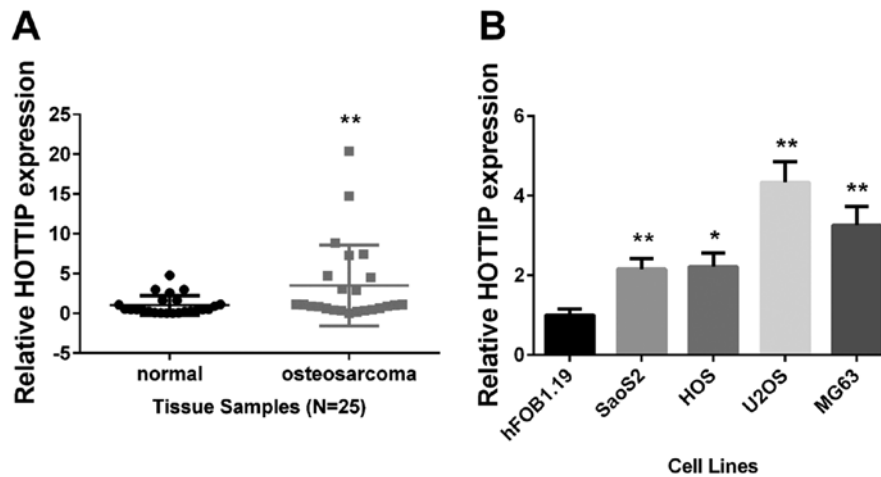 A
Relative HOTTIP expression
25
20
15
10
5
0
-5
**
normal osteosarcoma
Tissue Samples (N=25)
B
Relative HOTTIP expression
6
4
2
0
** * ** **
hFOB1.19 SaoS2 HOS U2OS MG63
Cell Lines